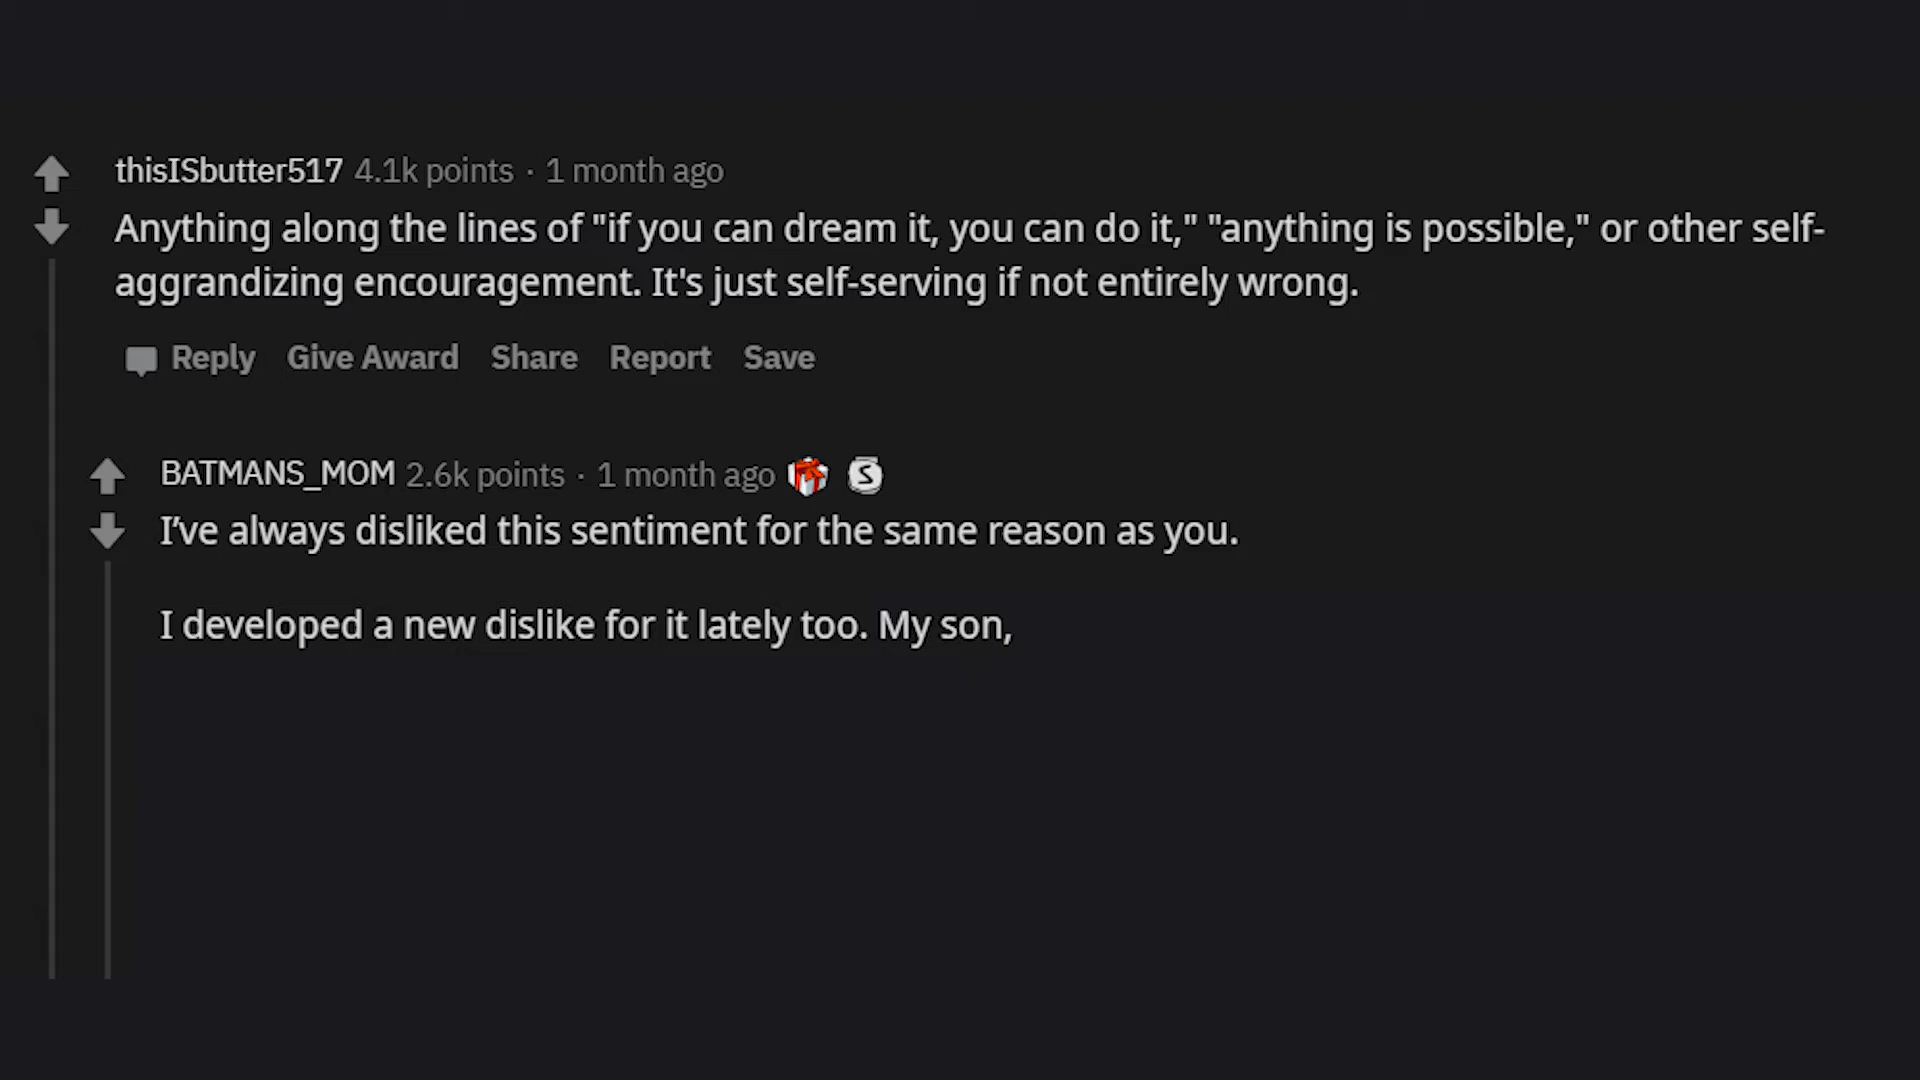 thisISbutter517 4.1k points · 1 month ago
Anything along the lines of "if you can dream it, you can do it," "anything is possible," or other self-
aggrandizing encouragement. It's just self-serving if not entirely wrong.
Reply Give Award Share Report Save
BATMANS_MOM 2.6k points · 1 month ago S
I’ve always disliked this sentiment for the same reason as you.
I developed a new dislike for it lately too. My son,